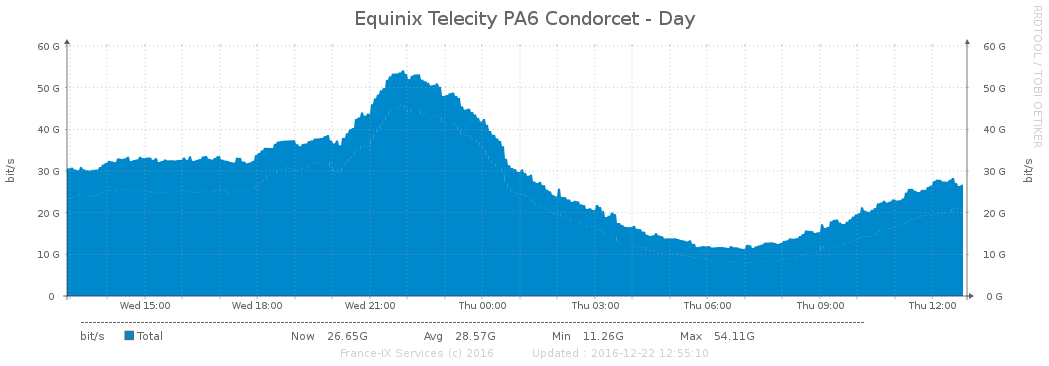 Equinix Telecity PA6 Condorcet - Day
RRDTOOL / TOBI OETIKER
60 G 60 G
50 G 50 G
40 G 40 G
30 G 30 G
20 G 20 G
10 G 10 G
0 0 G
bit/s bit/s
Wed 15:00 Wed 18:00 Wed 21:00 Thu 00:00 Thu 03:00 Thu 06:00 Thu 09:00 Thu 12:00
bit/s Total Now 26.65G Avg 28.57G Min 11.26G Max 54.11G
France-IX Services (c) 2016 Updated : 2016-12-22 12:55:10